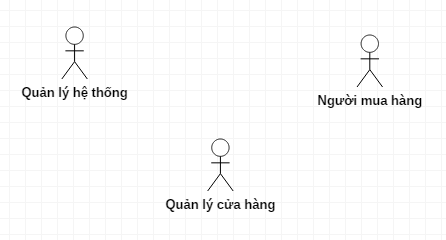 Quản lý hệ thống
Người mua hàng
Quản lý cửa hàng